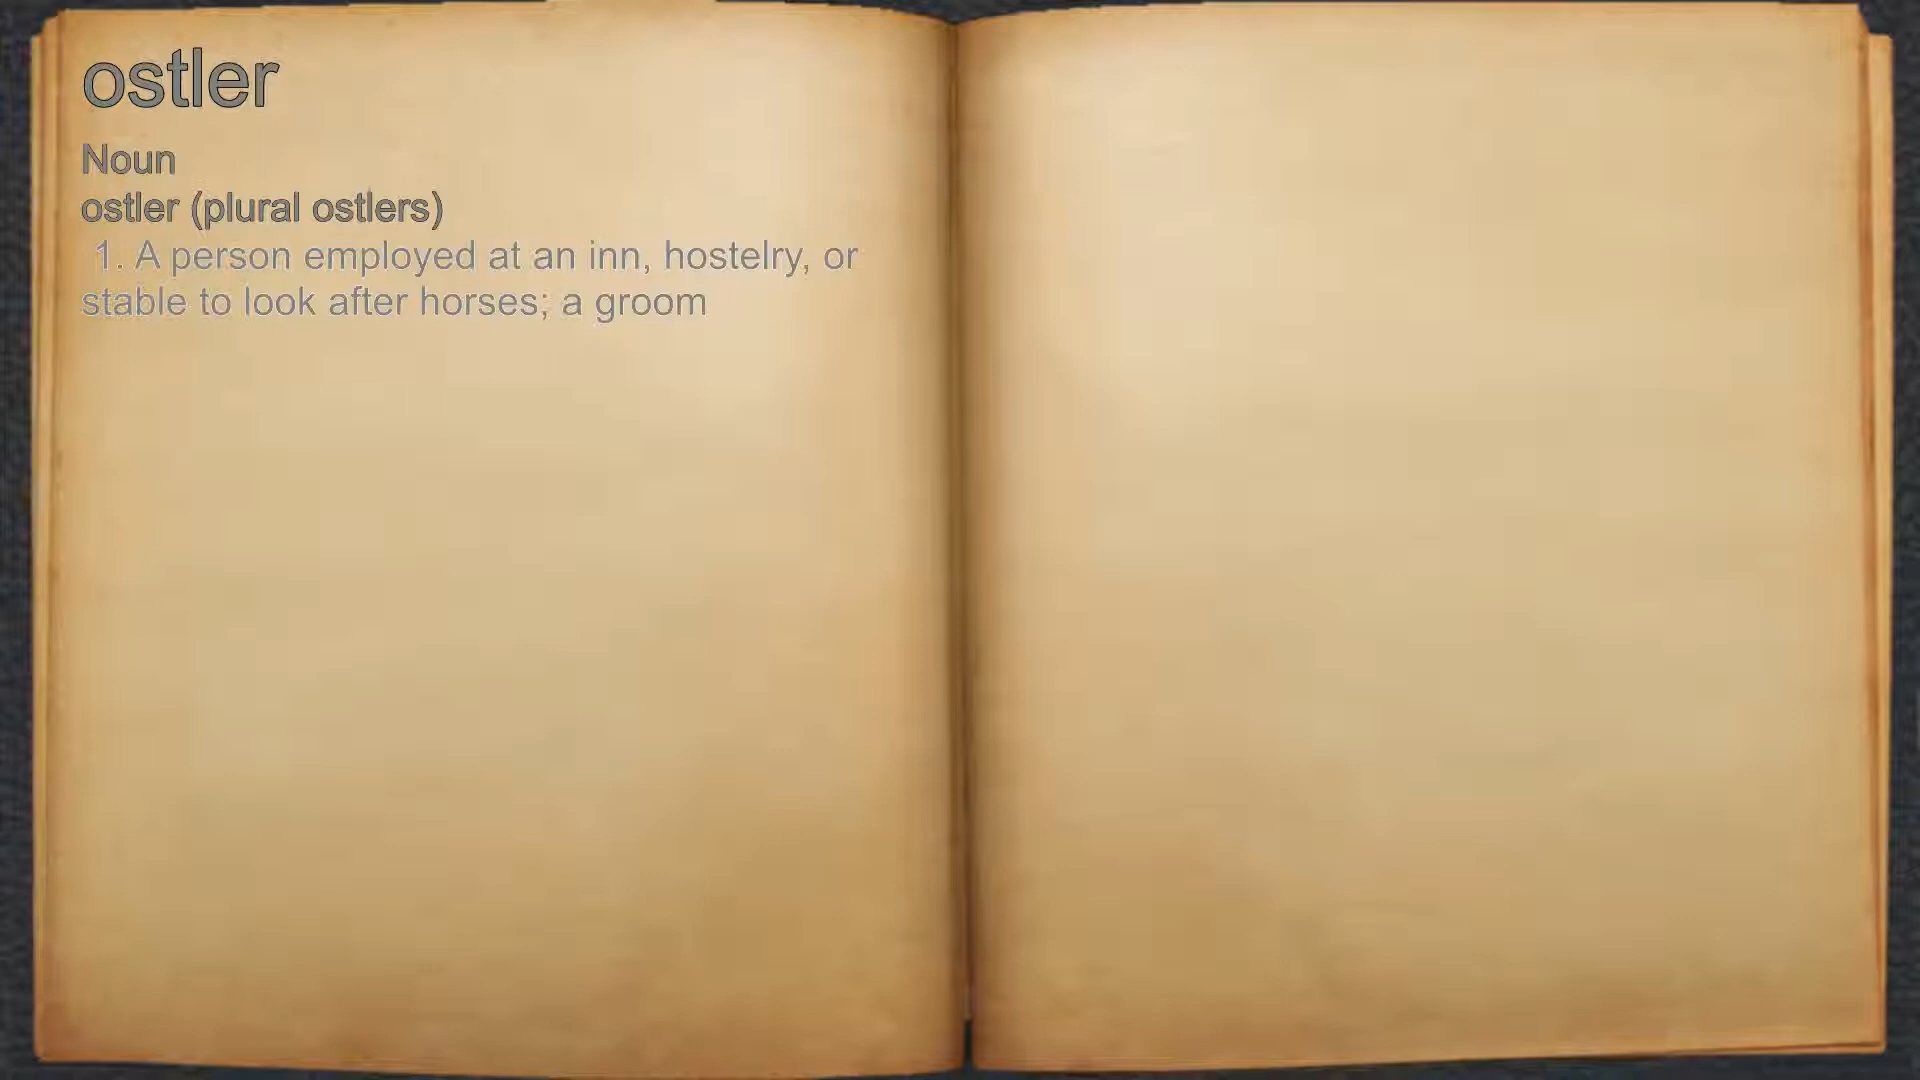 ostler
Noun
ostler (plural ostlers)
1. A person employed at an inn, hostelry, or
stable to look after horses; a groom